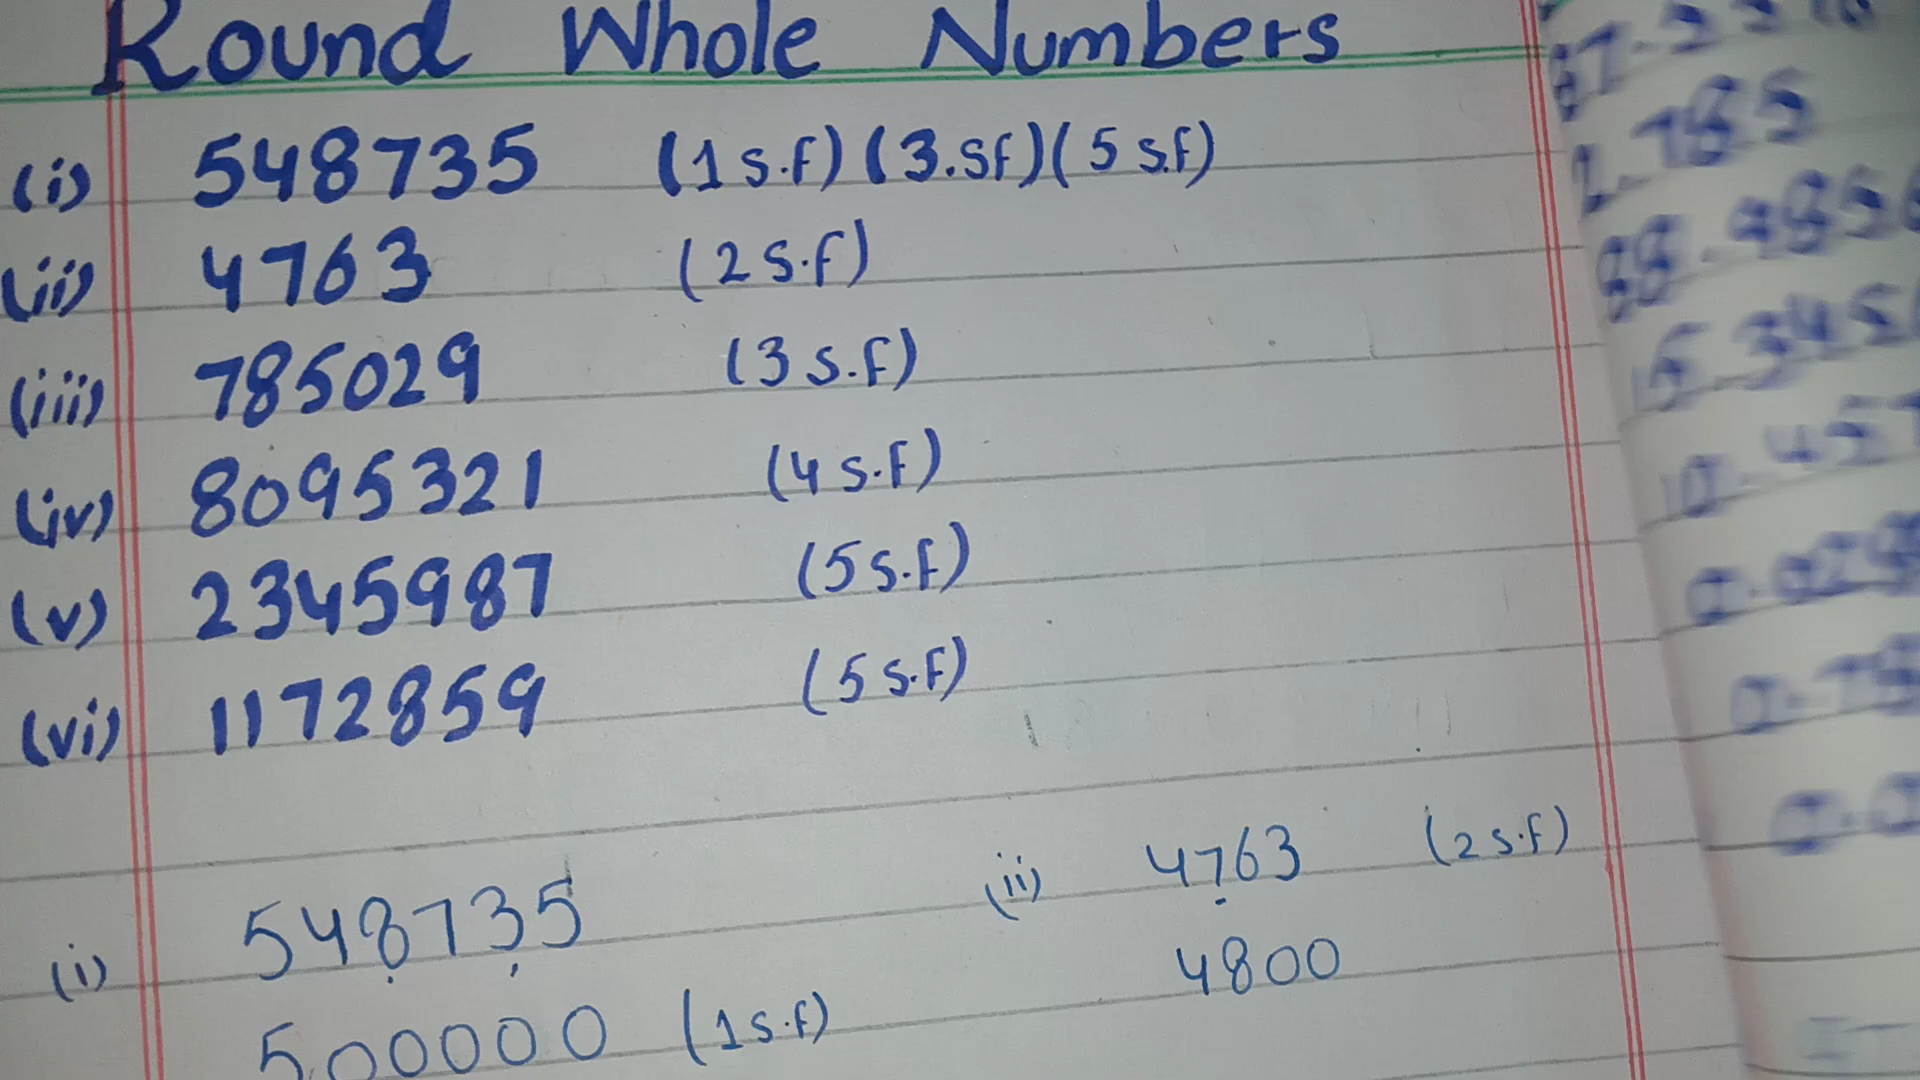 Round Whole Numbers
(i) 548735 (1 s.f) (3.sf) (5 s.f)
(ii) 4763 (2 s.f)
(iii) 785029 (3 s.f)
(iv) 8095321 (4 s.f)
(v) 2345987 (5 s.f)
(vi) 1172859 (5 s.f)
(i) 548735
500000 (1 s.f)
(ii) 4763 (2 s.f)
4800